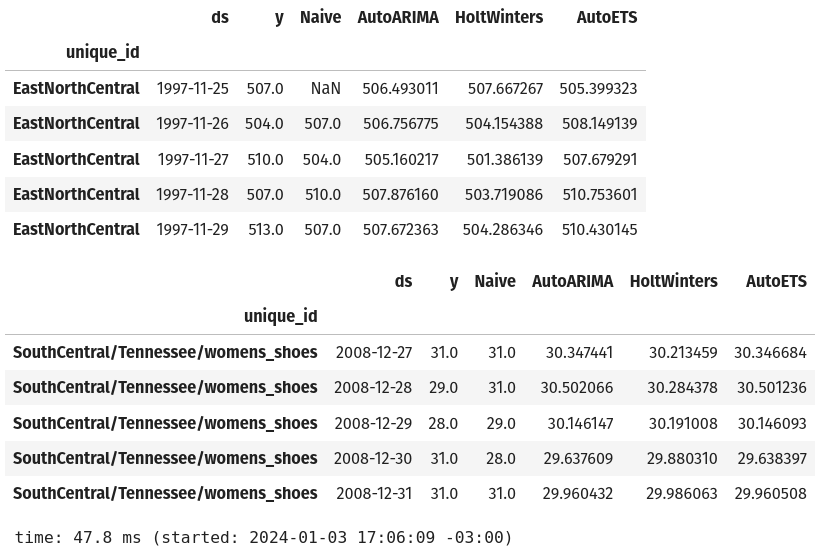 ds y Naive AutoARIMA HoltWinters AutoETS
unique_id
EastNorthCentral 1997-11-25 507.0 NaN 506.493011 507.667267 505.399323
EastNorthCentral 1997-11-26 504.0 507.0 506.756775 504.154388 508.149139
EastNorthCentral 1997-11-27 510.0 504.0 505.160217 501.386139 507.679291
EastNorthCentral 1997-11-28 507.0 510.0 507.876160 503.719086 510.753601
EastNorthCentral 1997-11-29 513.0 507.0 507.672363 504.286346 510.430145
ds y Naive AutoARIMA HoltWinters AutoETS
unique_id
SouthCentral/Tennessee/womens_shoes 2008-12-27 31.0 31.0 30.347441 30.213459 30.346684
SouthCentral/Tennessee/womens_shoes 2008-12-28 29.0 31.0 30.502066 30.284378 30.501236
SouthCentral/Tennessee/womens_shoes 2008-12-29 28.0 29.0 30.146147 30.191008 30.146093
SouthCentral/Tennessee/womens_shoes 2008-12-30 31.0 28.0 29.637609 29.880310 29.638397
SouthCentral/Tennessee/womens_shoes 2008-12-31 31.0 31.0 29.960432 29.986063 29.960508
time: 47.8 ms (started: 2024-01-03 17:06:09 -03:00)